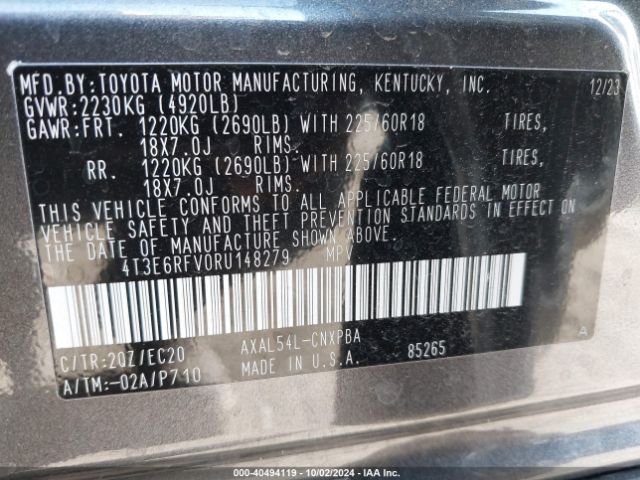 MFD.BY:TOYOTA MOTOR MANUFACTURING, KENTUCKY, INC. 12/23
GVWR:2230KG (4920LB)
GAWR:FRT. 1220KG (2690LB) WITH 225/60R18 TIRES,
18X7.0J RIMS.
RR. 1220KG (2690LB) WITH 225/60R18 TIRES,
18X7.0J RIMS.
THIS VEHICLE CONFORMS TO ALL APPLICABLE FEDERAL MOTOR
VEHICLE SAFETY AND THEFT PREVENTION STANDARDS IN EFFECT ON
THE DATE OF MANUFACTURE SHOWN ABOVE.
4T3E6RFV0RU148279 MPV
C/TR:2QZ/EC20 AXAL54L-CNXPBA A
A/TM:-02A/P710 MADE IN U.S.A. 85265
000-40494119 • 10/02/2024 • IAA Inc.